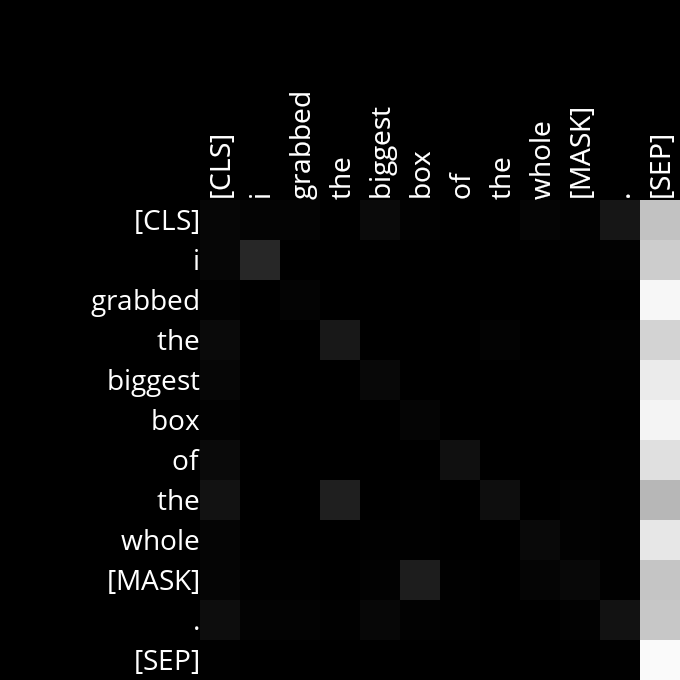 [CLS] i grabbed the biggest box of the whole [MASK] . [SEP]
[CLS]
i
grabbed
the
biggest
box
of
the
whole
[MASK]
.
[SEP]